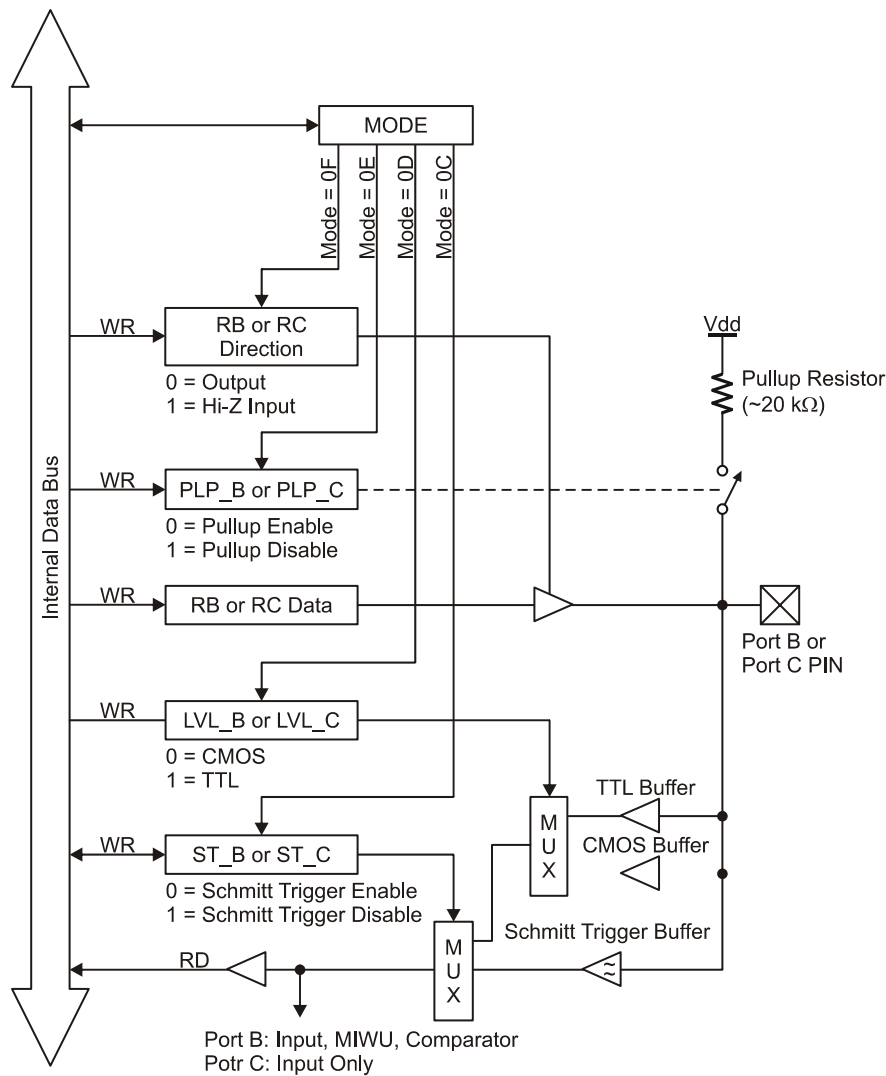 MODE
Mode = 0F
Mode = 0E
Mode = 0D
Mode = 0C
Internal Data Bus
WR
RB or RC
Direction
0 = Output
1 = Hi-Z Input
Vdd
Pullup Resistor
(~20 kΩ)
WR
PLP_B or PLP_C
0 = Pullup Enable
1 = Pullup Disable
WR
RB or RC Data
Port B or
Port C PIN
WR
LVL_B or LVL_C
0 = CMOS
1 = TTL
TTL Buffer
MUX
CMOS Buffer
WR
ST_B or ST_C
0 = Schmitt Trigger Enable
1 = Schmitt Trigger Disable
Schmitt Trigger Buffer
MUX
RD
Port B: Input, MIWU, Comparator
Potr C: Input Only